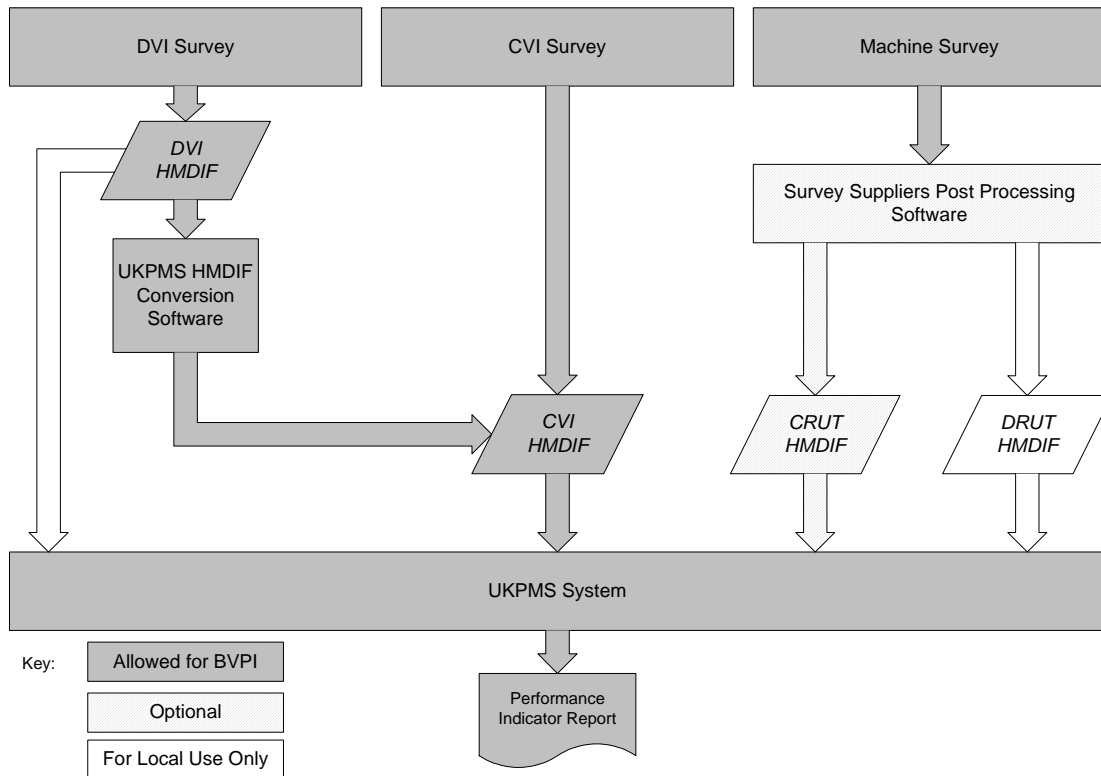 DVI Survey
CVI Survey
Machine Survey
DVI
HMDIF
Survey Suppliers Post Processing
Software
UKPMS HMDIF
Conversion
Software
CVI
HMDIF
CRUT
HMDIF
DRUT
HMDIF
UKPMS System
Key:
Allowed for BVPI
Optional
For Local Use Only
Performance
Indicator Report